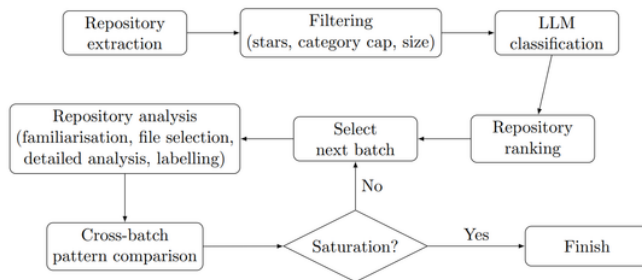 Repository
extraction
Filtering
(stars, category cap, size)
LLM
classification
Repository
ranking
Select
next batch
Repository analysis
(familiarisation, file selection,
detailed analysis, labelling)
Cross-batch
pattern comparison
Saturation?
No
Yes
Finish